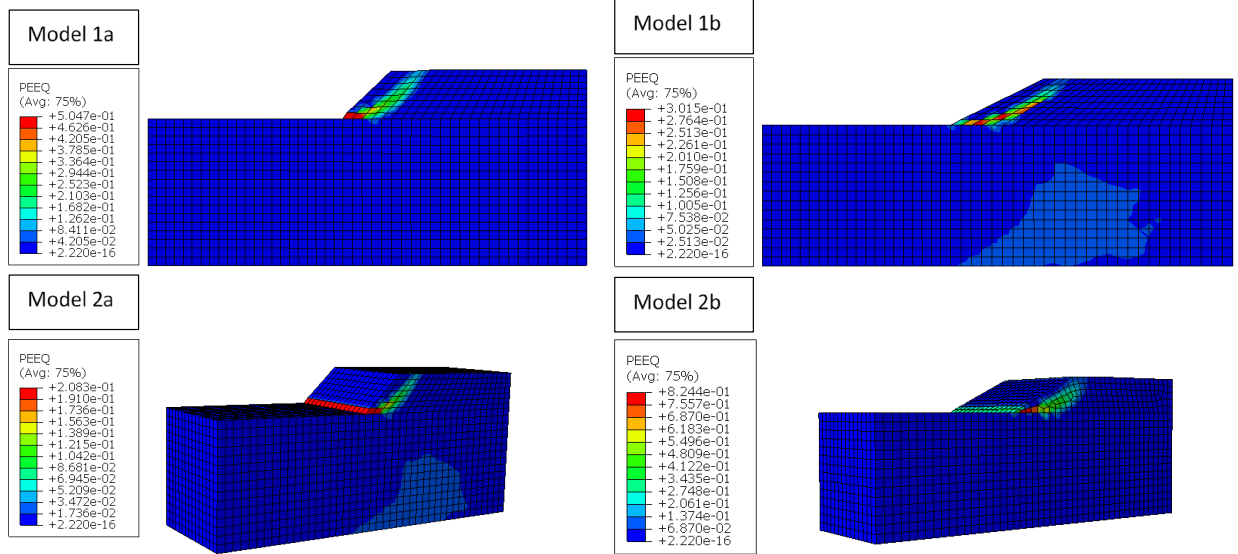 Model 1a
PEEQ
(Avg: 75%)
+5.047e-01
+4.626e-01
+4.205e-01
+3.785e-01
+3.364e-01
+2.944e-01
+2.523e-01
+2.103e-01
+1.682e-01
+1.262e-01
+8.411e-02
+4.205e-02
+2.220e-16
Model 1b
PEEQ
(Avg: 75%)
+3.015e-01
+2.764e-01
+2.513e-01
+2.261e-01
+2.010e-01
+1.759e-01
+1.508e-01
+1.256e-01
+1.005e-01
+7.538e-02
+5.025e-02
+2.513e-02
+2.220e-16
Model 2a
PEEQ
(Avg: 75%)
+2.083e-01
+1.910e-01
+1.736e-01
+1.563e-01
+1.389e-01
+1.215e-01
+1.042e-01
+8.681e-02
+6.945e-02
+5.209e-02
+3.472e-02
+1.736e-02
+2.220e-16
Model 2b
PEEQ
(Avg: 75%)
+8.244e-01
+7.557e-01
+6.870e-01
+6.183e-01
+5.496e-01
+4.809e-01
+4.122e-01
+3.435e-01
+2.748e-01
+2.061e-01
+1.374e-01
+6.870e-02
+2.220e-16